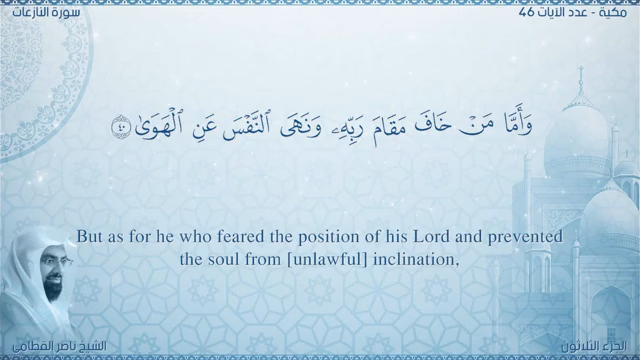 مكية - عدد الآيات 46
سورة النازعات
وَأَمَّا مَنْ خَافَ مَقَامَ رَبِّهِۦ وَنَهَى ٱلنَّفْسَ عَنِ ٱلْهَوَىٰ ٤٠
But as for he who feared the position of his Lord and prevented
the soul from [unlawful] inclination,
الجزء الثلاثون
الشيخ ناصر القطامي